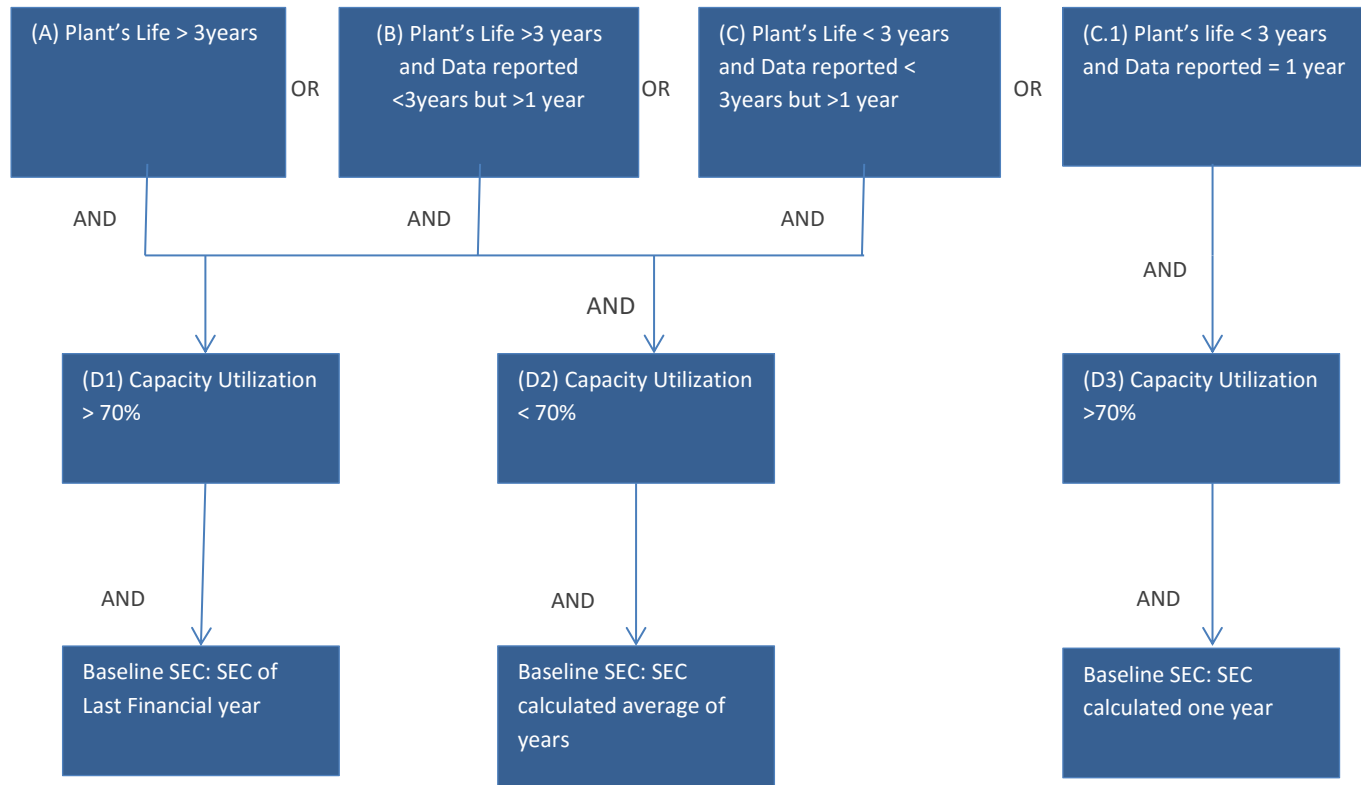 (A) Plant’s Life > 3years
OR
(B) Plant’s Life >3 years
and Data reported
<3years but >1 year
OR
(C) Plant’s Life < 3 years
and Data reported <
3years but >1 year
OR
(C.1) Plant’s life < 3 years
and Data reported = 1 year
AND
AND
AND
AND
AND
(D1) Capacity Utilization
> 70%
(D2) Capacity Utilization
< 70%
(D3) Capacity Utilization
>70%
AND
AND
AND
Baseline SEC: SEC of
Last Financial year
Baseline SEC: SEC
calculated average of
years
Baseline SEC: SEC
calculated one year